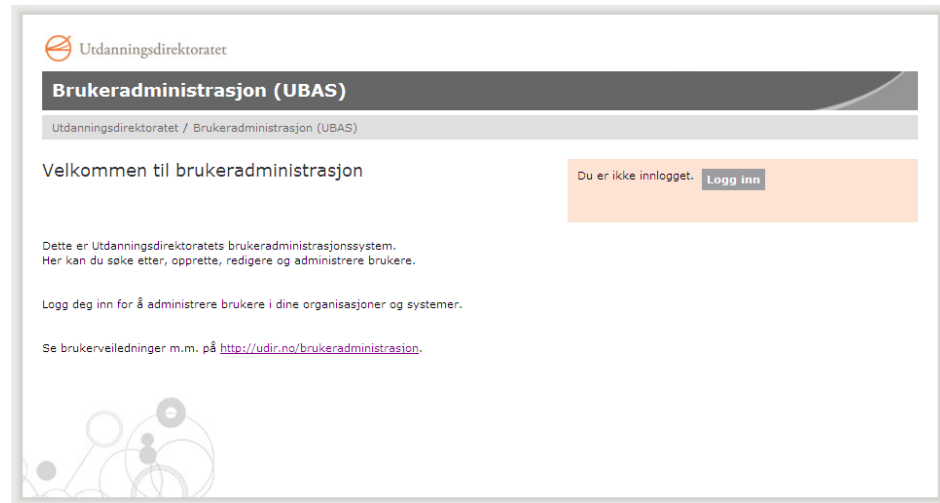 Utdanningsdirektoratet
Brukeradministrasjon (UBAS)
Utdanningsdirektoratet / Brukeradministrasjon (UBAS)
Velkommen til brukeradministrasjon
Du er ikke innlogget. Logg inn
Dette er Utdanningsdirektoratets brukeradministrasjonssystem.
Her kan du søke etter, opprette, redigere og administrere brukere.
Logg deg inn for å administrere brukere i dine organisasjoner og systemer.
Se brukerveiledninger m.m. på http://udir.no/brukeradministrasjon.